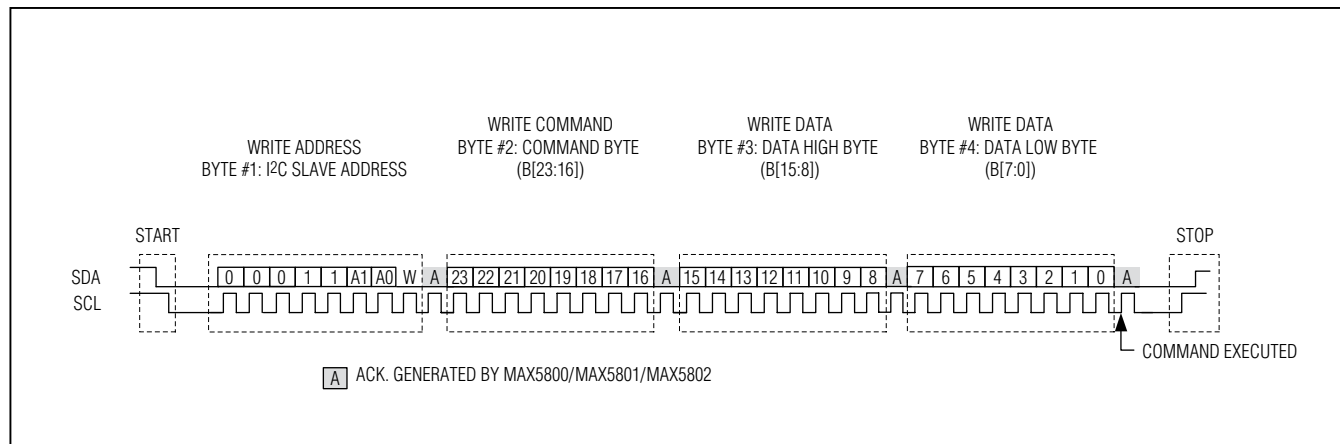 WRITE ADDRESS
BYTE #1: I2C SLAVE ADDRESS
WRITE COMMAND
BYTE #2: COMMAND BYTE
(B[23:16])
WRITE DATA
BYTE #3: DATA HIGH BYTE
(B[15:8])
WRITE DATA
BYTE #4: DATA LOW BYTE
(B[7:0])
START
STOP
SDA
0 0 0 1 1 A1 A0 W A 23 22 21 20 19 18 17 16 A 15 14 13 12 11 10 9 8 A 7 6 5 4 3 2 1 0 A
SCL
COMMAND EXECUTED
A ACK. GENERATED BY MAX5800/MAX5801/MAX5802